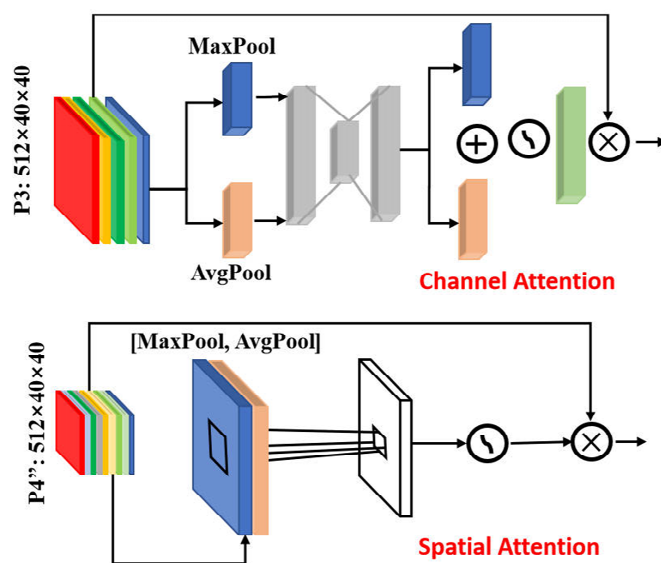 MaxPool
P3: 512×40×40
AvgPool
Channel Attention
[MaxPool, AvgPool]
P4”: 512×40×40
Spatial Attention